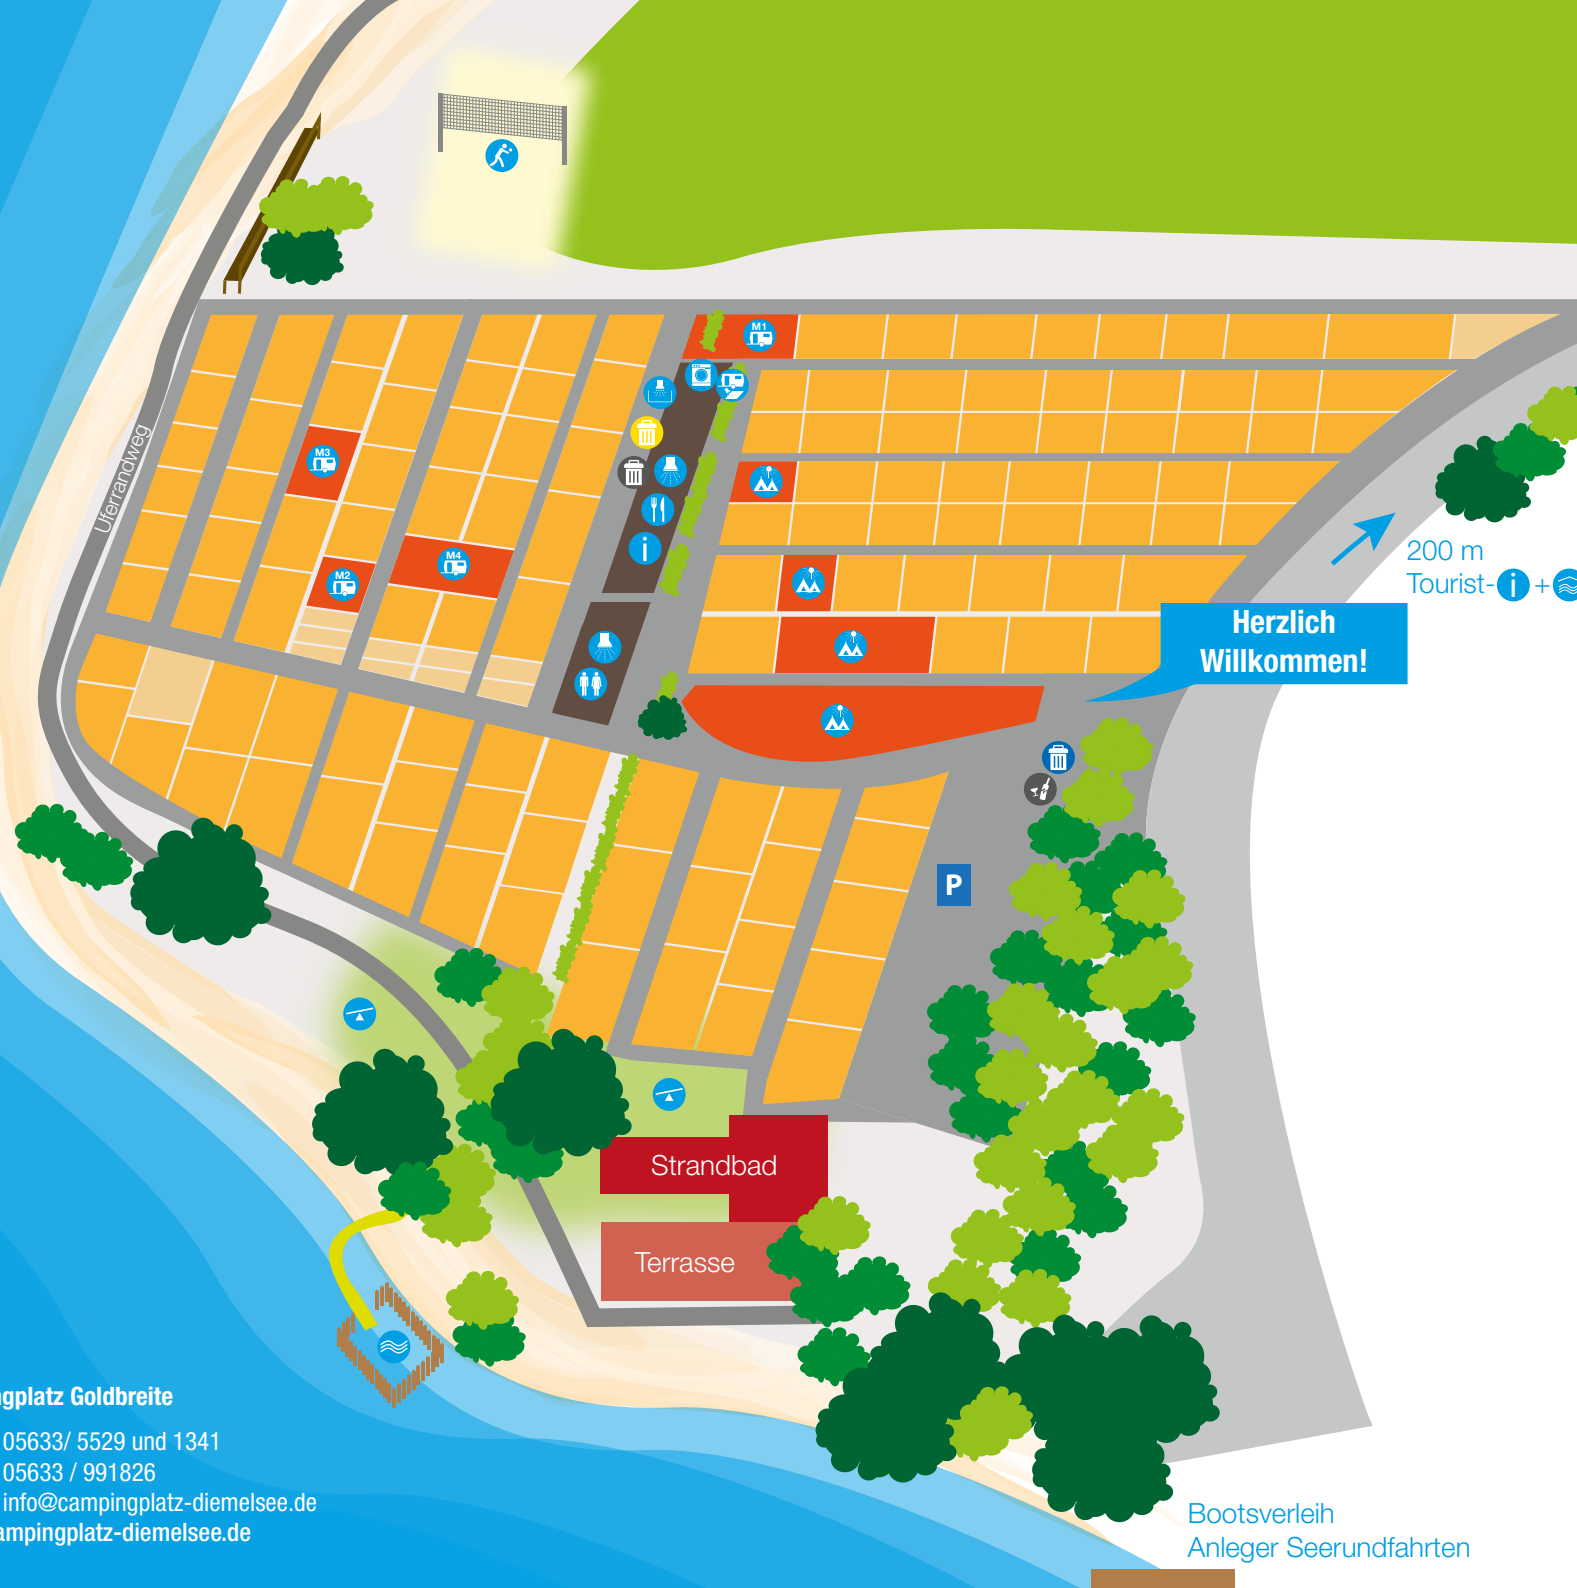 M1
M3
M2
M4
Uferrandweg
200 m
Tourist- i +
Herzlich
Willkommen!
i
P
Strandbad
Terrasse
gplatz Goldbreite
05633/ 5529 und 1341
05633 / 991826
info@campingplatz-diemelsee.de
ampingplatz-diemelsee.de
Bootsverleih
Anleger Seerundfahrten